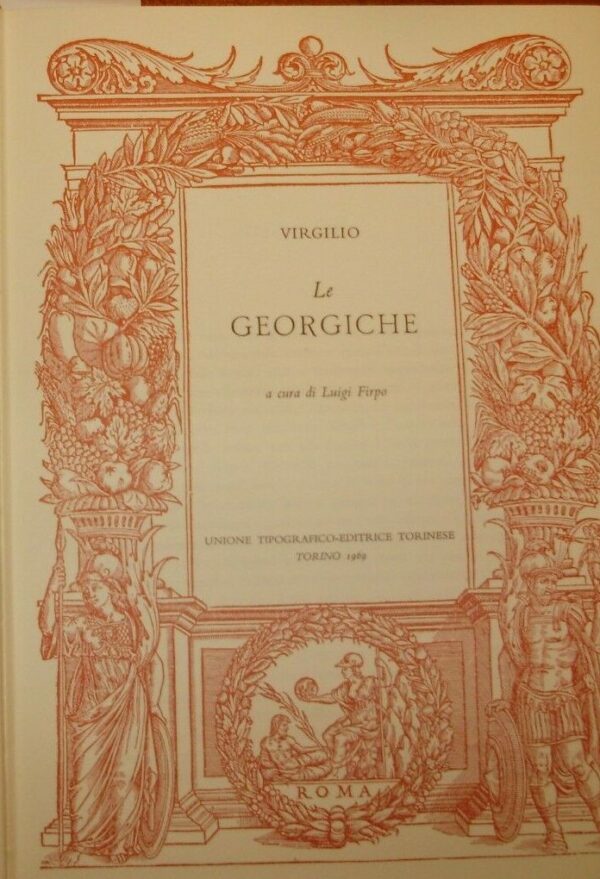 VIRGILIO
Le
GEORGICHE
a cura di Luigi Firpo
UNIONE TIPOGRAFICO-EDITRICE TORINESE
TORINO 1969
ROMA